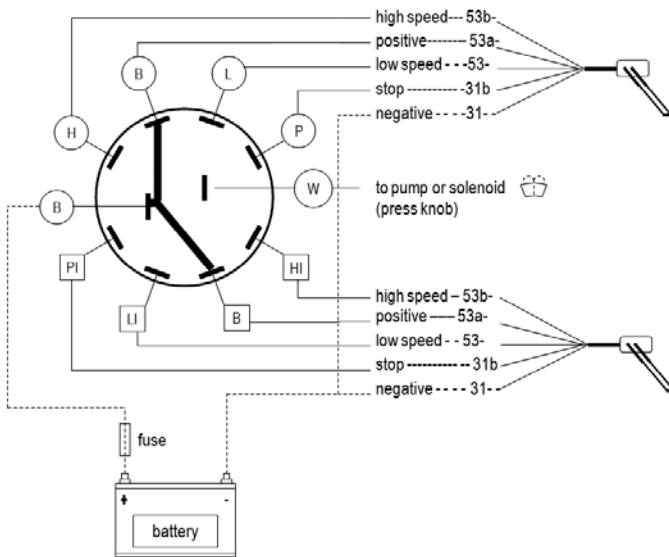 high speed--- 53b-
B
positive-------53a-
L
low speed - - -53-
stop ----------31b
H
P
negative ---- -31-
B
W
to pump or solenoid
(press knob)
PI
HI
LI
B
high speed – 53b-
positive ——53a-
low speed - - 53-
stop -----------31b
negative - - - - 31-
fuse
+
-
battery